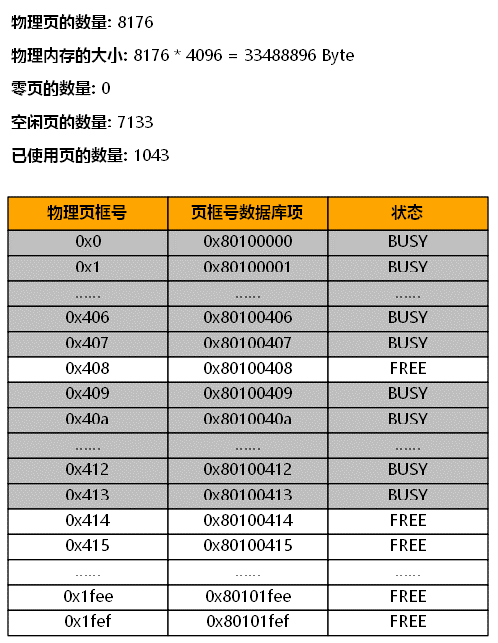 物理页的数量: 8176
物理内存的大小: 8176 * 4096 = 33488896 Byte
零页的数量: 0
空闲页的数量: 7133
已使用页的数量: 1043
物理页框号 页框号数据库项 状态
0x0 0x80100000 BUSY
0x1 0x80100001 BUSY
...... ...... ......
0x406 0x80100406 BUSY
0x407 0x80100407 BUSY
0x408 0x80100408 FREE
0x409 0x80100409 BUSY
0x40a 0x8010040a BUSY
...... ...... ......
0x412 0x80100412 BUSY
0x413 0x80100413 BUSY
0x414 0x80100414 FREE
0x415 0x80100415 FREE
...... ...... ......
0x1fee 0x80101fee FREE
0x1fef 0x80101fef FREE